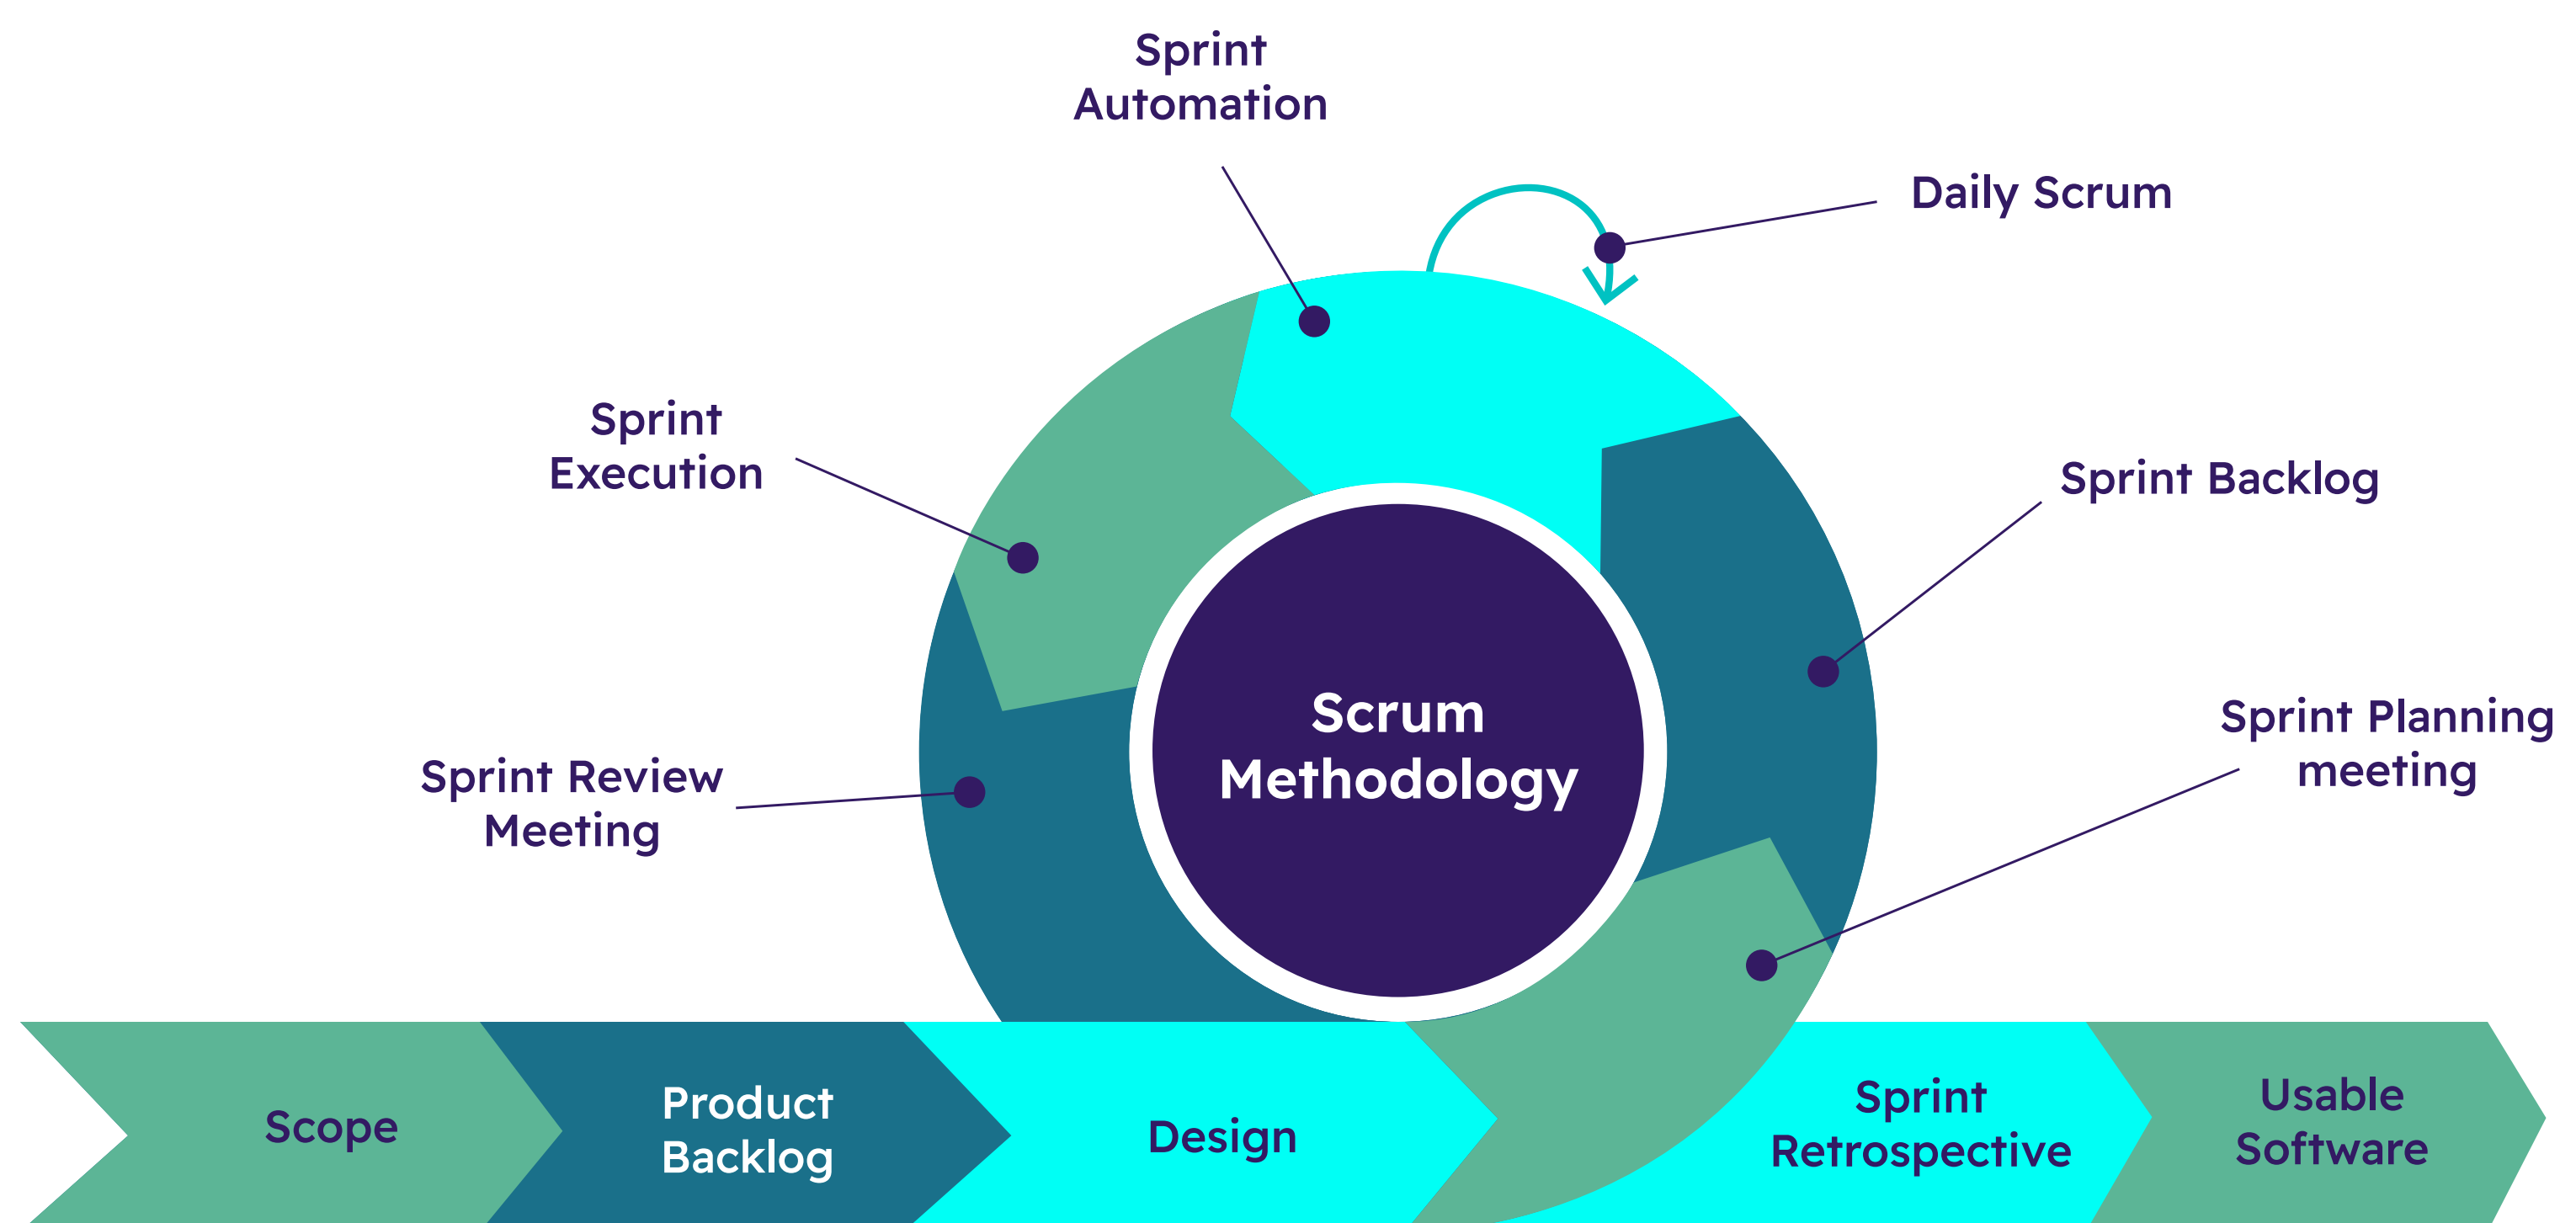 Sprint
Automation
Daily Scrum
Sprint
Execution
Sprint Backlog
Sprint Planning
meeting
Sprint Review
Meeting
Scrum
Methodology
Scope
Product
Backlog
Design
Sprint
Retrospective
Usable
Software